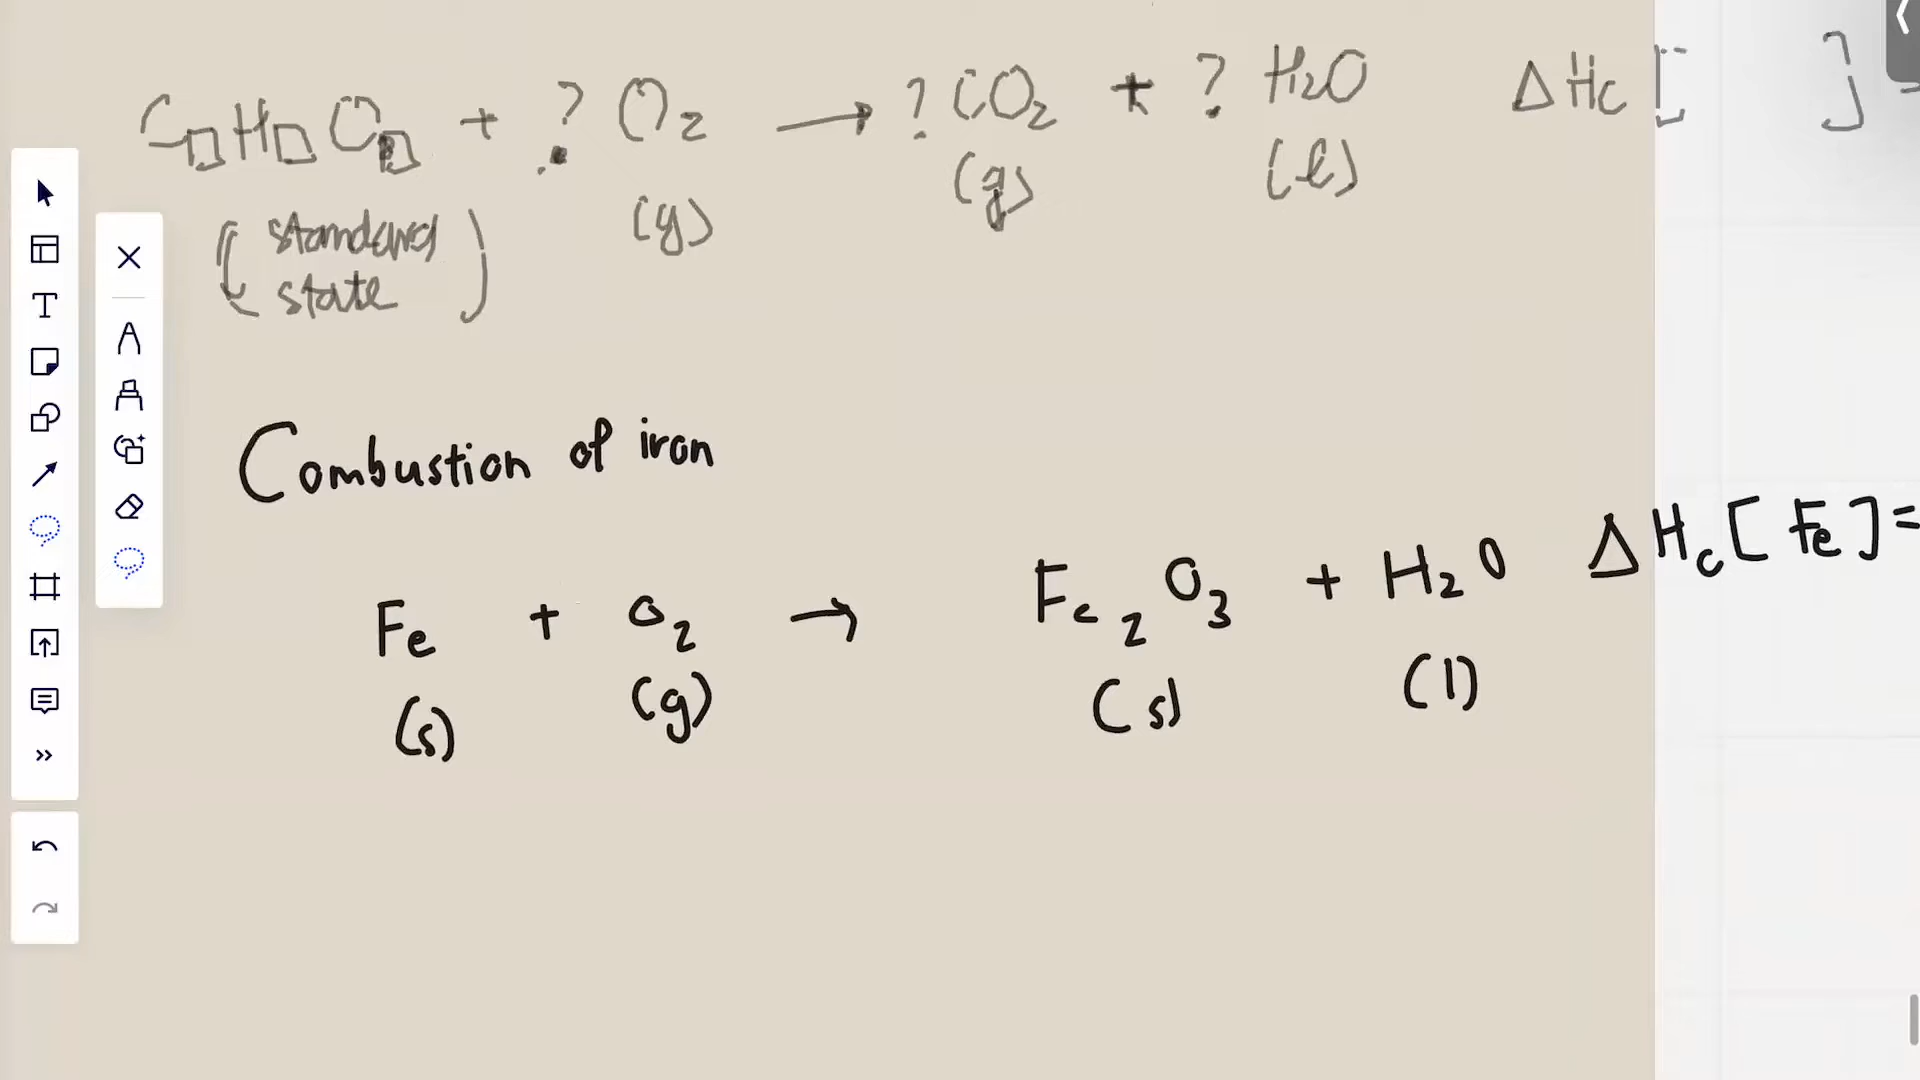 C□H□O□ + ? O₂ → ? CO₂ + ? H₂O ΔHc [ ] =
(standard state) (g) (g) (l)
Combustion of iron
Fe + O₂ → Fe₂O₃ + H₂O ΔHc [Fe] =
(s) (g) (s) (l)